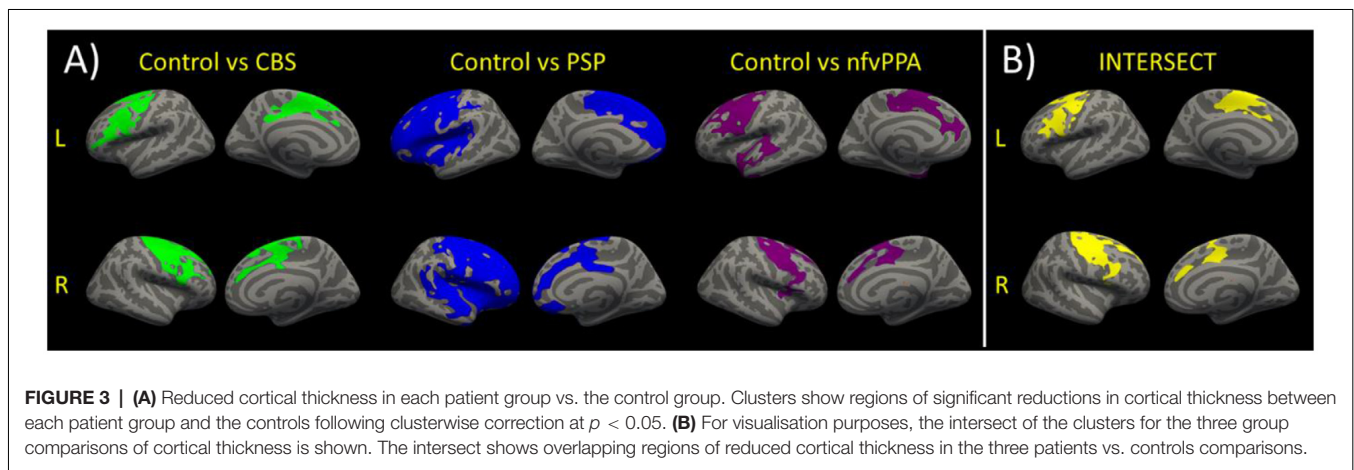 A) Control vs CBS Control vs PSP Control vs nfvPPA B) INTERSECT
L L
R R
FIGURE 3 | (A) Reduced cortical thickness in each patient group vs. the control group. Clusters show regions of significant reductions in cortical thickness between
each patient group and the controls following clusterwise correction at p < 0.05. (B) For visualisation purposes, the intersect of the clusters for the three group
comparisons of cortical thickness is shown. The intersect shows overlapping regions of reduced cortical thickness in the three patients vs. controls comparisons.